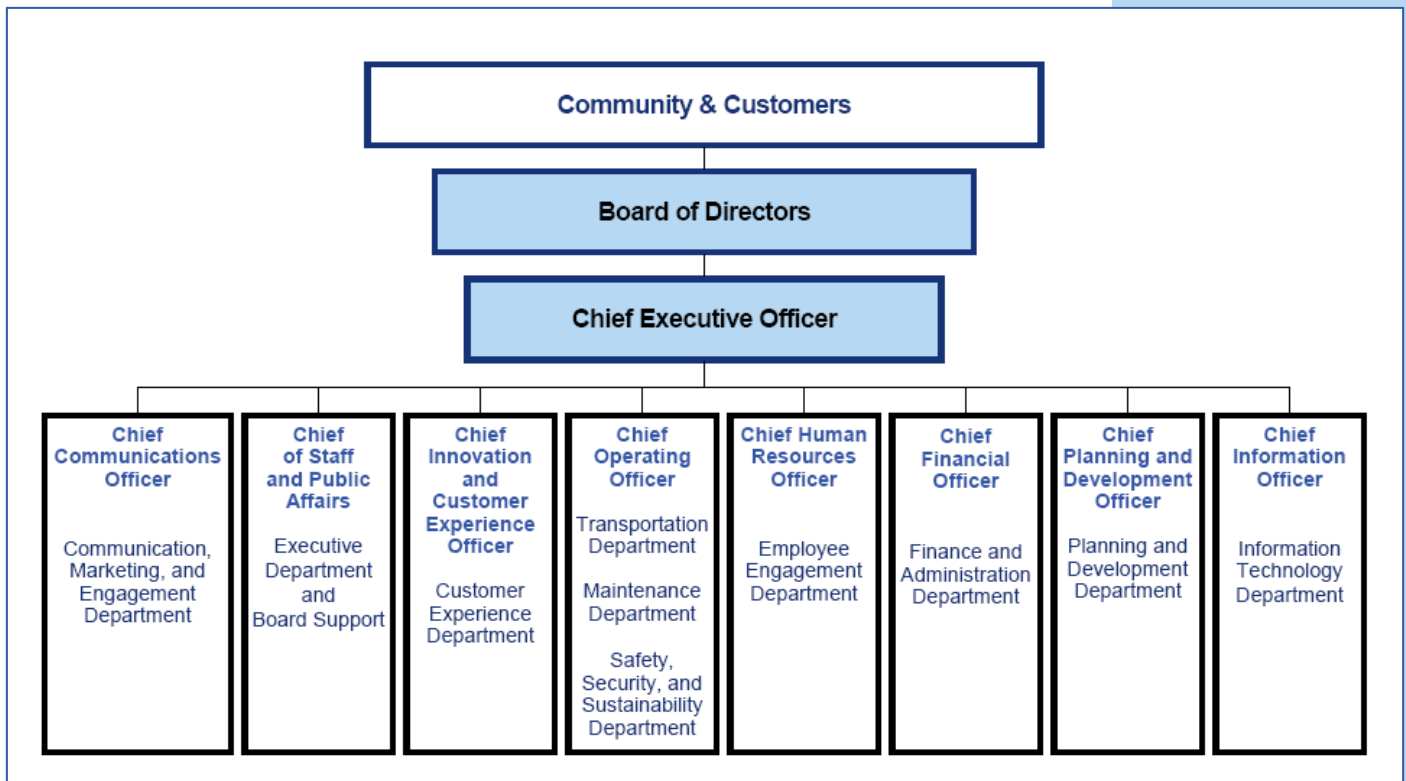 Community & Customers
Board of Directors
Chief Executive Officer
Chief
Communications
Officer
Communication,
Marketing, and
Engagement
Department
Chief
of Staff
and Public
Affairs
Executive
Department
and
Board Support
Chief
Innovation
and
Customer
Experience
Officer
Customer
Experience
Department
Chief
Operating
Officer
Transportation
Department
Maintenance
Department
Safety,
Security, and
Sustainability
Department
Chief Human
Resources
Officer
Employee
Engagement
Department
Chief
Financial
Officer
Finance and
Administration
Department
Chief
Planning and
Development
Officer
Planning and
Development
Department
Chief
Information
Officer
Information
Technology
Department